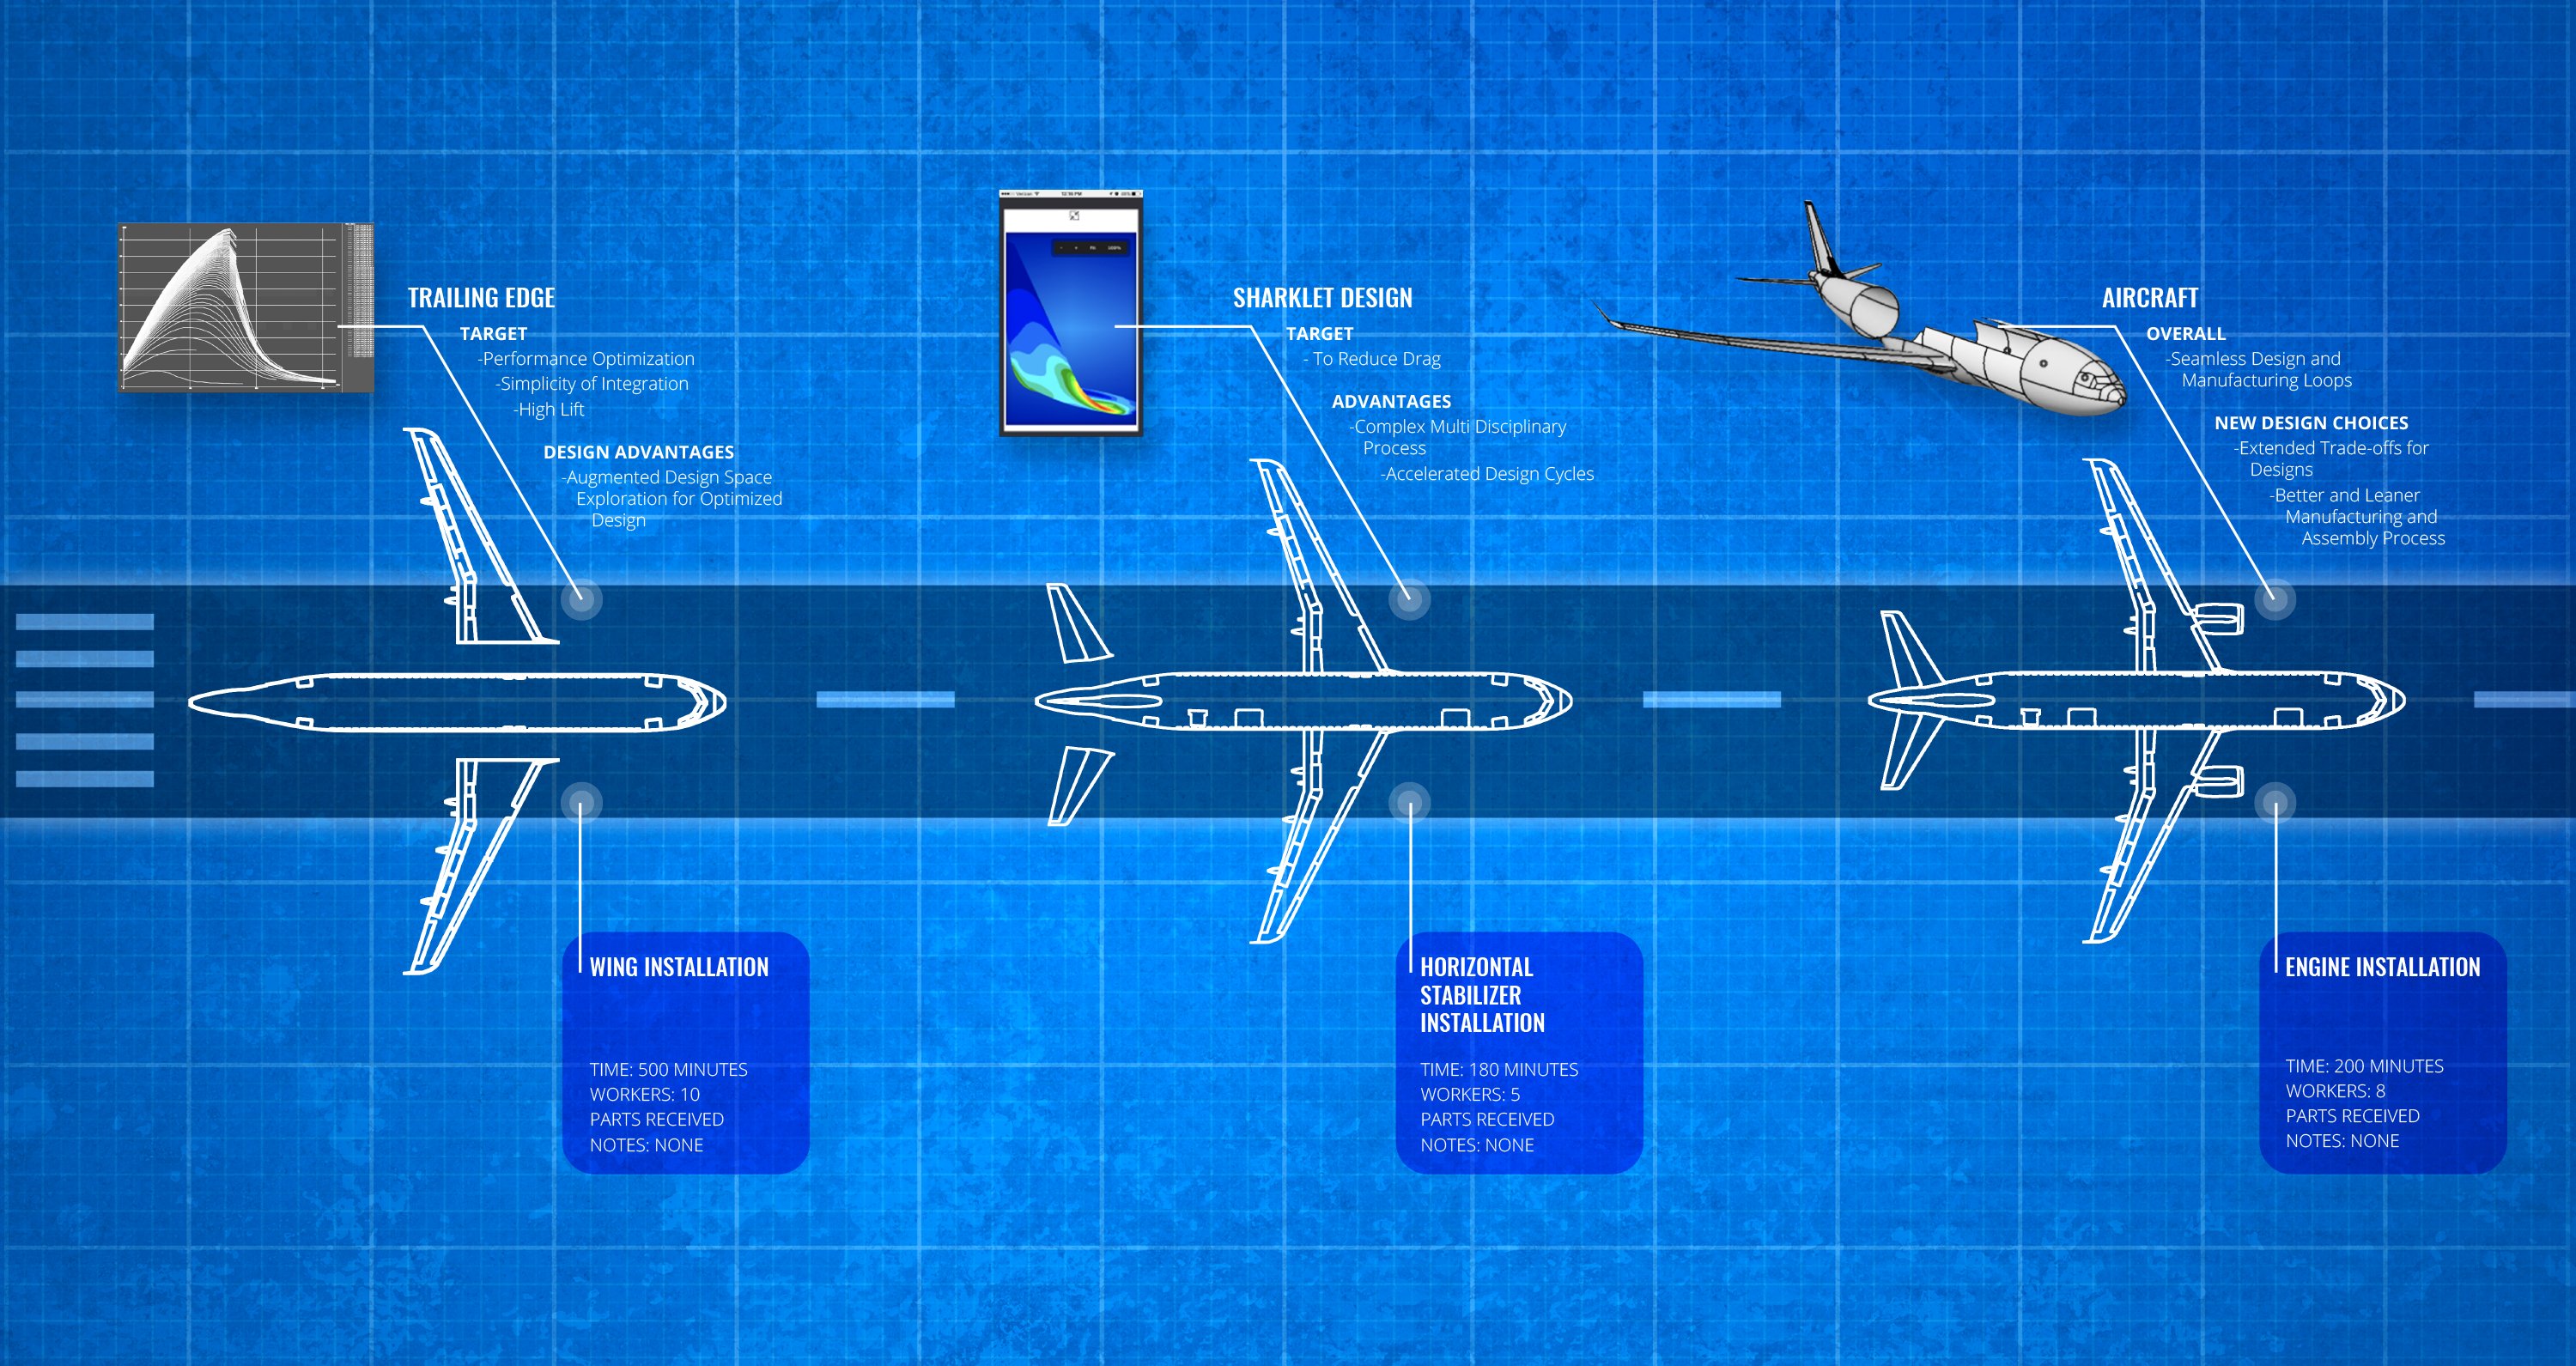 TRAILING EDGE
TARGET
-Performance Optimization
-Simplicity of Integration
-High Lift
DESIGN ADVANTAGES
-Augmented Design Space
Exploration for Optimized
Design
12:16 PM
100%
SHARKLET DESIGN
TARGET
- To Reduce Drag
ADVANTAGES
-Complex Multi Disciplinary
Process
-Accelerated Design Cycles
AIRCRAFT
OVERALL
-Seamless Design and
Manufacturing Loops
NEW DESIGN CHOICES
-Extended Trade-offs for
Designs
-Better and Leaner
Manufacturing and
Assembly Process
WING INSTALLATION
TIME: 500 MINUTES
WORKERS: 10
PARTS RECEIVED
NOTES: NONE
HORIZONTAL
STABILIZER
INSTALLATION
TIME: 180 MINUTES
WORKERS: 5
PARTS RECEIVED
NOTES: NONE
ENGINE INSTALLATION
TIME: 200 MINUTES
WORKERS: 8
PARTS RECEIVED
NOTES: NONE